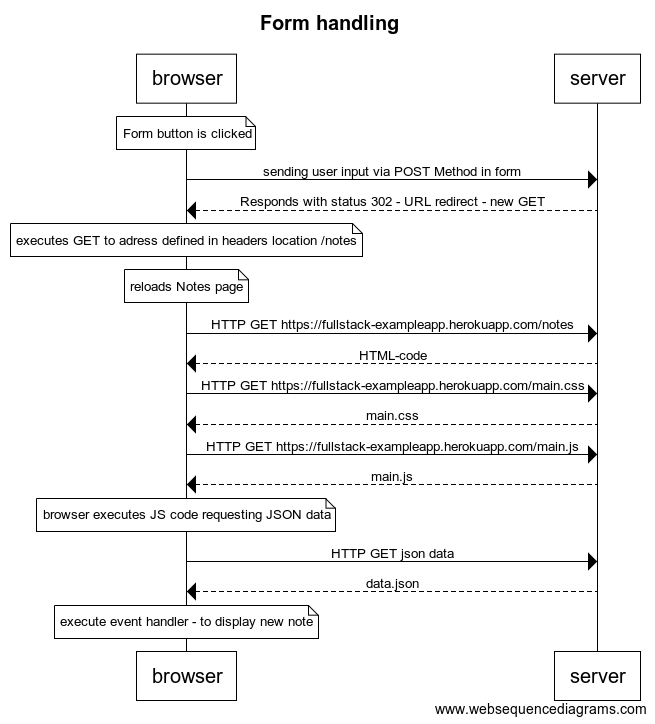 Form handling
browser
server
Form button is clicked
sending user input via POST Method in form
Responds with status 302 - URL redirect - new GET
executes GET to adress defined in headers location /notes
reloads Notes page
HTTP GET https://fullstack-exampleapp.herokuapp.com/notes
HTML-code
HTTP GET https://fullstack-exampleapp.herokuapp.com/main.css
main.css
HTTP GET https://fullstack-exampleapp.herokuapp.com/main.js
main.js
browser executes JS code requesting JSON data
HTTP GET json data
data.json
execute event handler - to display new note
browser
server
www.websequencediagrams.com